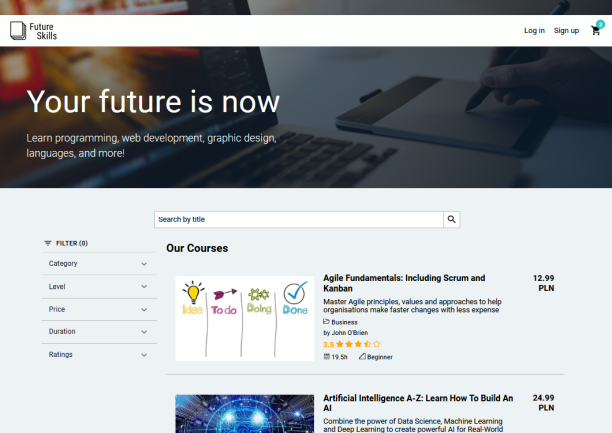 Future
Skills
Log in
Sign up
Your future is now
Learn programming, web development, graphic design,
languages, and more!
Search by title
FILTER (0)
Category
Level
Price
Duration
Ratings
Our Courses
Idea
To do
Doing
Done
Agile Fundamentals: Including Scrum and
Kanban
12.99
PLN
Master Agile principles, values and approaches to help
organisations make faster changes with less expense
Business
by John O'Brien
3.5
19.5h
Beginner
Artificial Intelligence A-Z: Learn How To Build An
AI
24.99
PLN
Combine the power of Data Science, Machine Learning
and Deep Learning to create powerful AI for Real-World